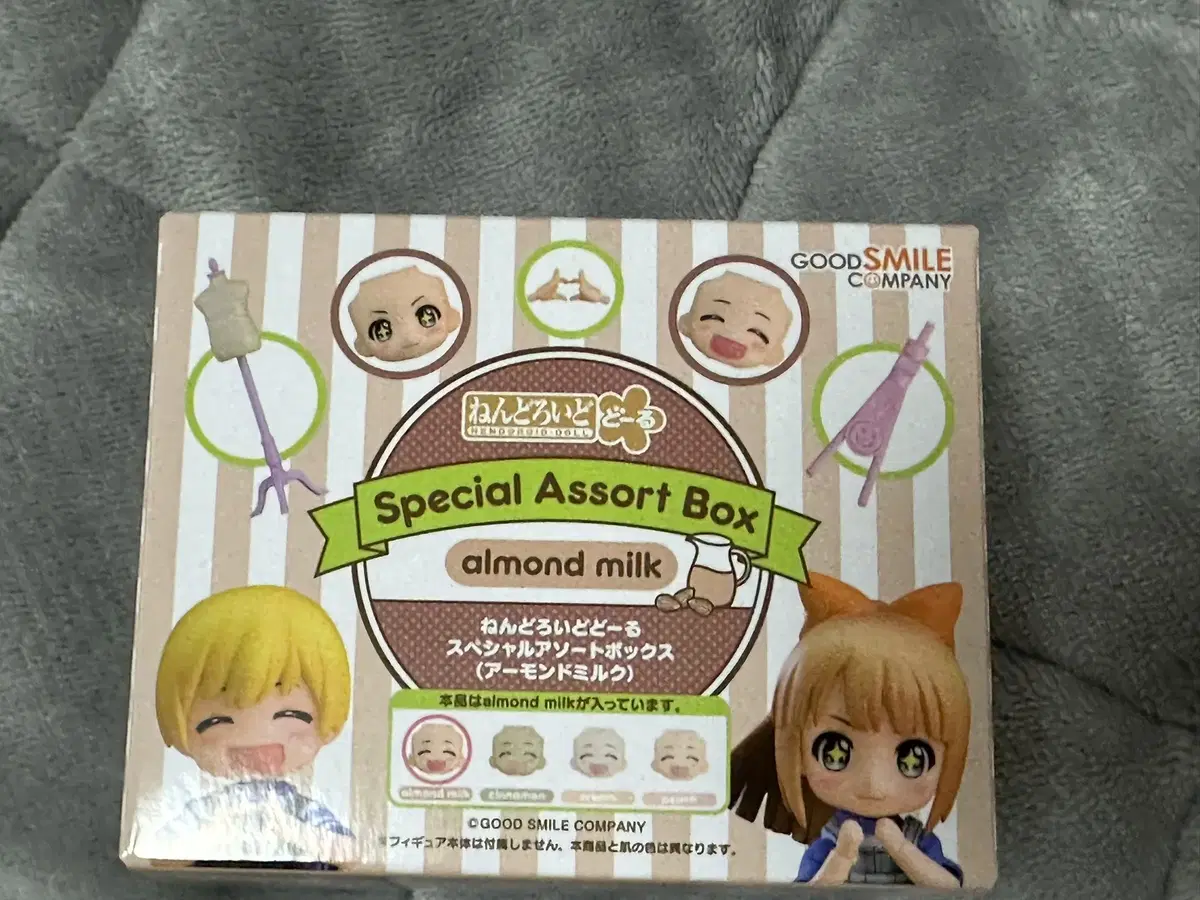 GOOD SMILE
COMPANY
ねんどろいど どーる
NENDOROID DOLL
Special Assort Box
almond milk
ねんどろいどどーる
スペシャルアソートボックス
(アーモンドミルク)
本品はalmond milkが入っています。
almond milk cinnamon cream peach
©GOOD SMILE COMPANY
※フィギュア本体は付属しません。本商品と肌の色は異なります。